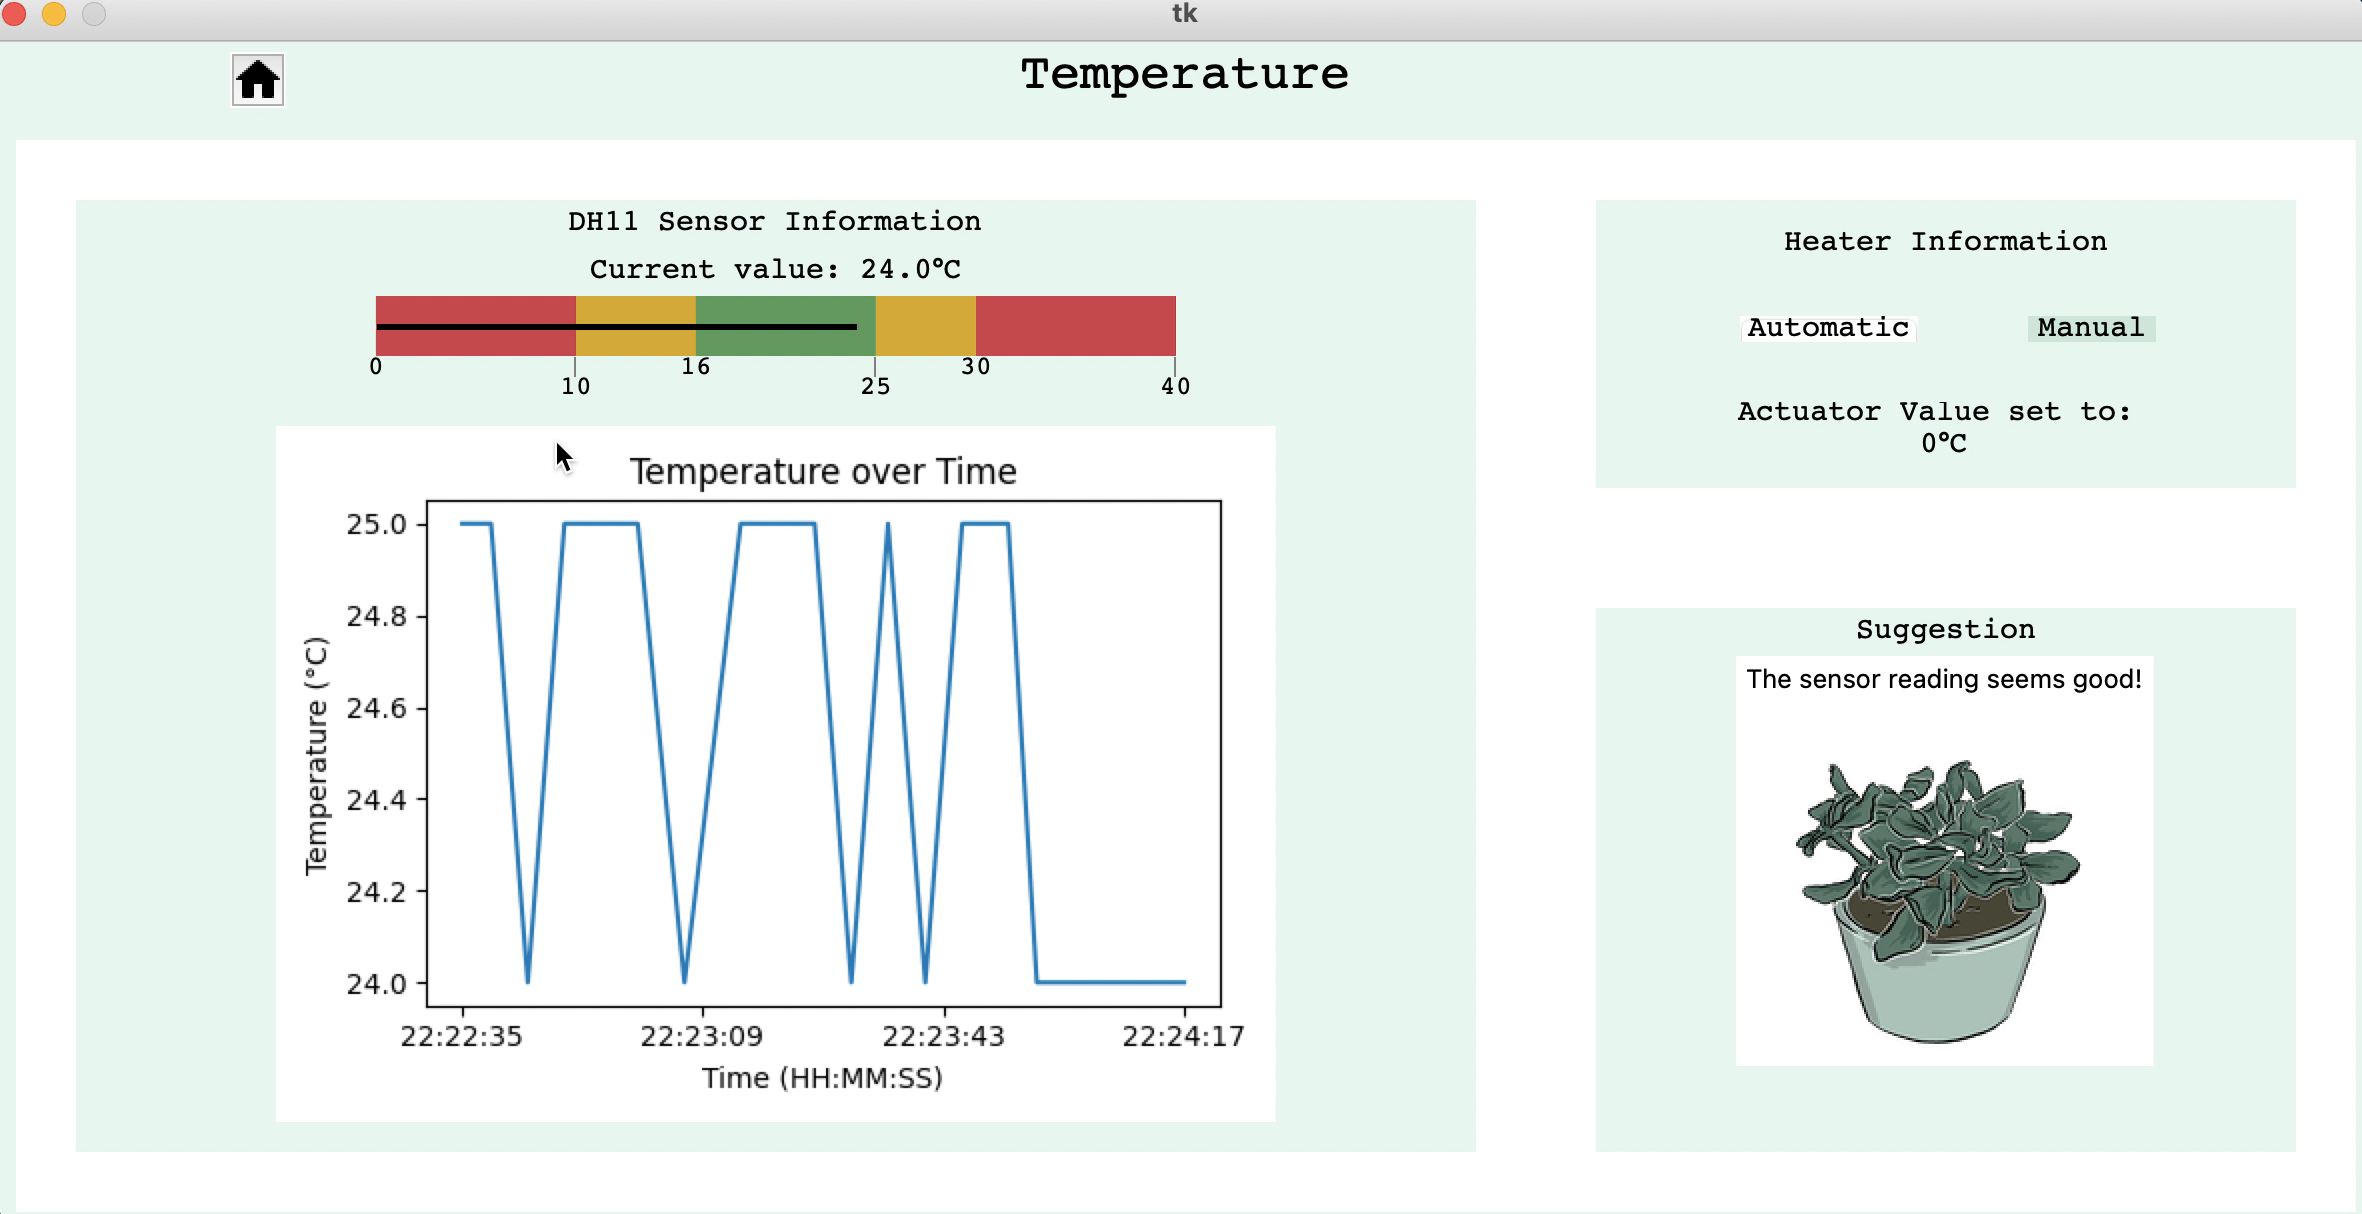 tk
Temperature
DH11 Sensor Information
Current value: 24.0°C
0 10 16 25 30 40
Temperature over Time
25.0
24.8
24.6
24.4
24.2
24.0
Temperature (°C)
22:22:35 22:23:09 22:23:43 22:24:17
Time (HH:MM:SS)
Heater Information
Automatic Manual
Actuator Value set to:
0°C
Suggestion
The sensor reading seems good!